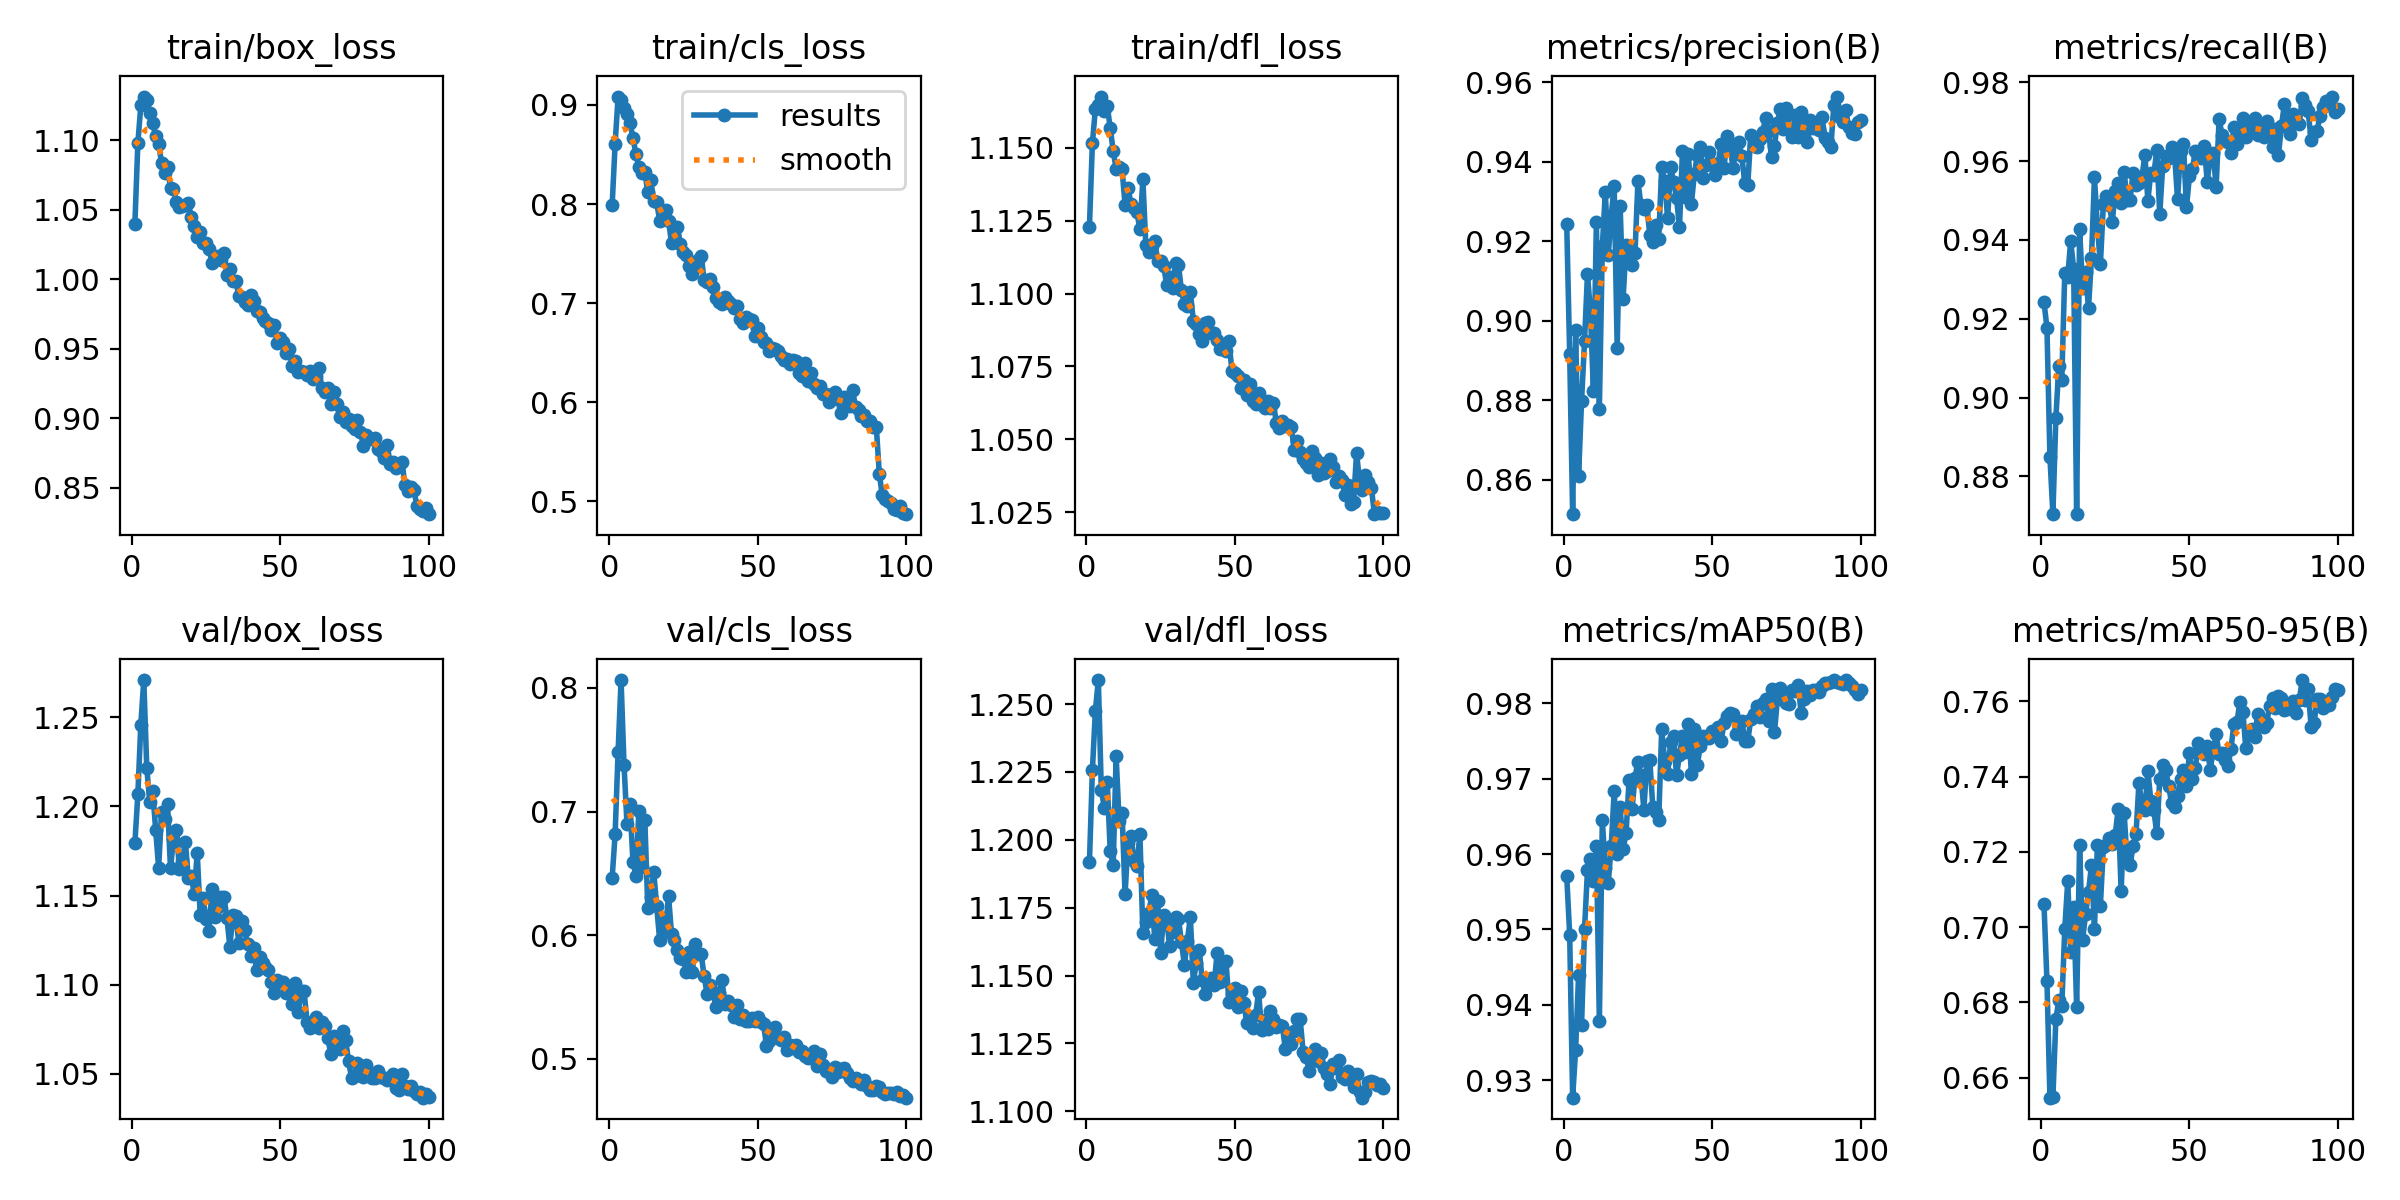 train/box_loss
1.10
1.05
1.00
0.95
0.90
0.85
0 50 100
train/cls_loss
0.9
0.8
0.7
0.6
0.5
0 50 100
results
smooth
train/dfl_loss
1.150
1.125
1.100
1.075
1.050
1.025
0 50 100
metrics/precision(B)
0.96
0.94
0.92
0.90
0.88
0.86
0 50 100
metrics/recall(B)
0.98
0.96
0.94
0.92
0.90
0.88
0 50 100
val/box_loss
1.25
1.20
1.15
1.10
1.05
0 50 100
val/cls_loss
0.8
0.7
0.6
0.5
0 50 100
val/dfl_loss
1.250
1.225
1.200
1.175
1.150
1.125
1.100
0 50 100
metrics/mAP50(B)
0.98
0.97
0.96
0.95
0.94
0.93
0 50 100
metrics/mAP50-95(B)
0.76
0.74
0.72
0.70
0.68
0.66
0 50 100